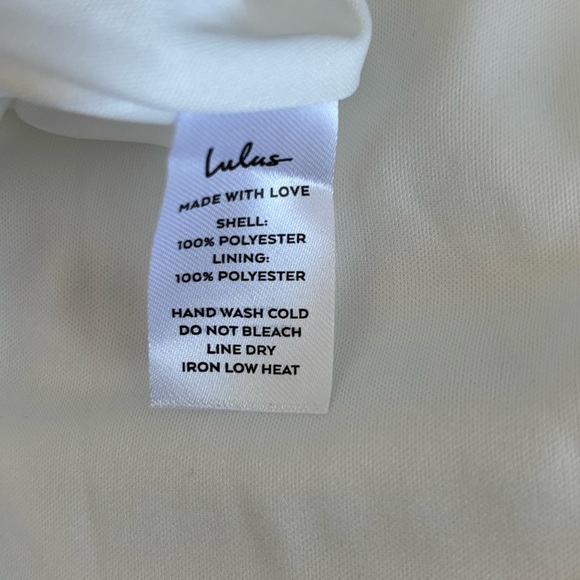 Lulus
MADE WITH LOVE
SHELL:
100% POLYESTER
LINING:
100% POLYESTER
HAND WASH COLD
DO NOT BLEACH
LINE DRY
IRON LOW HEAT